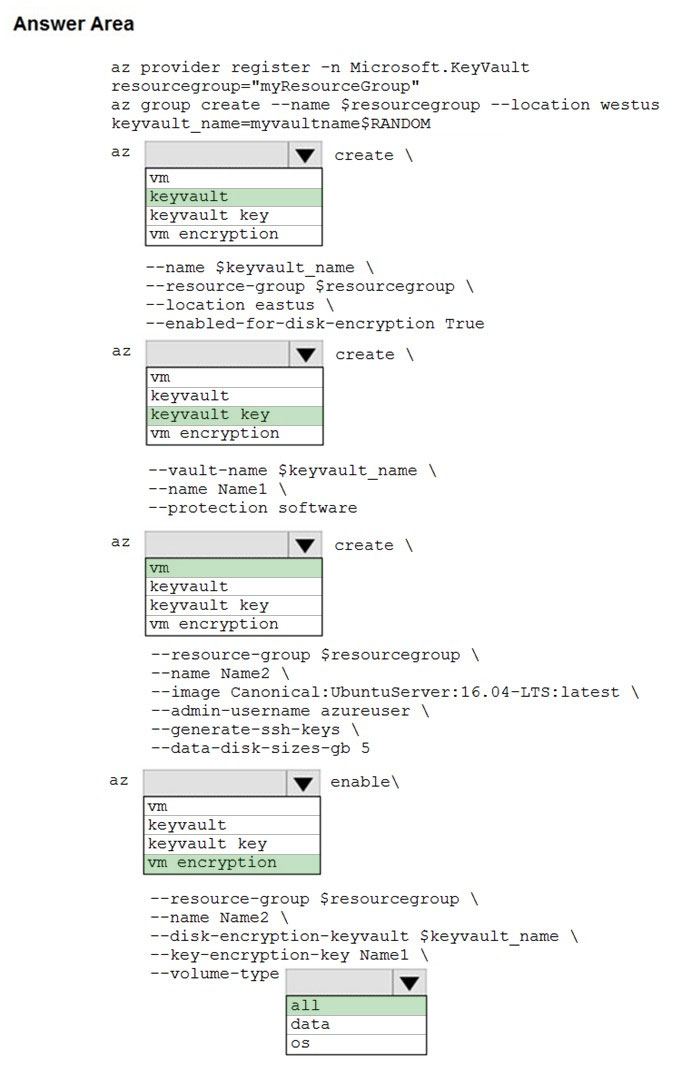 Answer Area
az provider register -n Microsoft.KeyVault
resourcegroup="myResourceGroup"
az group create --name $resourcegroup --location westus
keyvault_name=myvaultname$RANDOM
az create \
vm
keyvault
keyvault key
vm encryption
--name $keyvault_name \
--resource-group $resourcegroup \
--location eastus \
--enabled-for-disk-encryption True
az create \
vm
keyvault
keyvault key
vm encryption
--vault-name $keyvault_name \
--name Name1 \
--protection software
az create \
vm
keyvault
keyvault key
vm encryption
--resource-group $resourcegroup \
--name Name2 \
--image Canonical:UbuntuServer:16.04-LTS:latest \
--admin-username azureuser \
--generate-ssh-keys \
--data-disk-sizes-gb 5
az enable\
vm
keyvault
keyvault key
vm encryption
--resource-group $resourcegroup \
--name Name2 \
--disk-encryption-keyvault $keyvault_name \
--key-encryption-key Name1 \
--volume-type
all
data
os